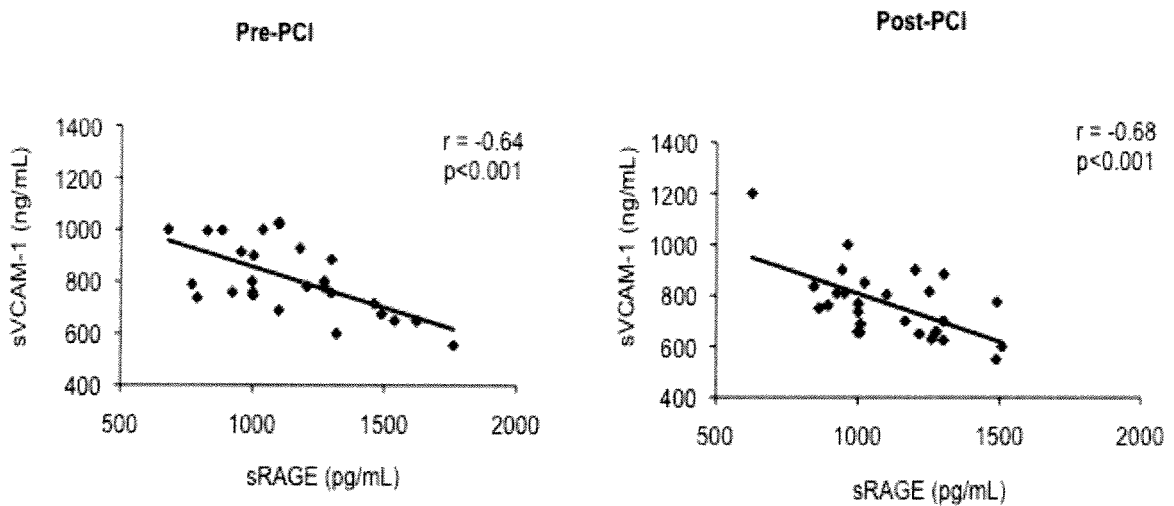 Pre-PCI
r = -0.64
p<0.001
sVCAM-1 (ng/mL)
1400
1200
1000
800
600
400
500 1000 1500 2000
sRAGE (pg/mL)
Post-PCI
r = -0.68
p<0.001
sVCAM-1 (ng/mL)
1400
1200
1000
800
600
400
500 1000 1500 2000
sRAGE (pg/mL)